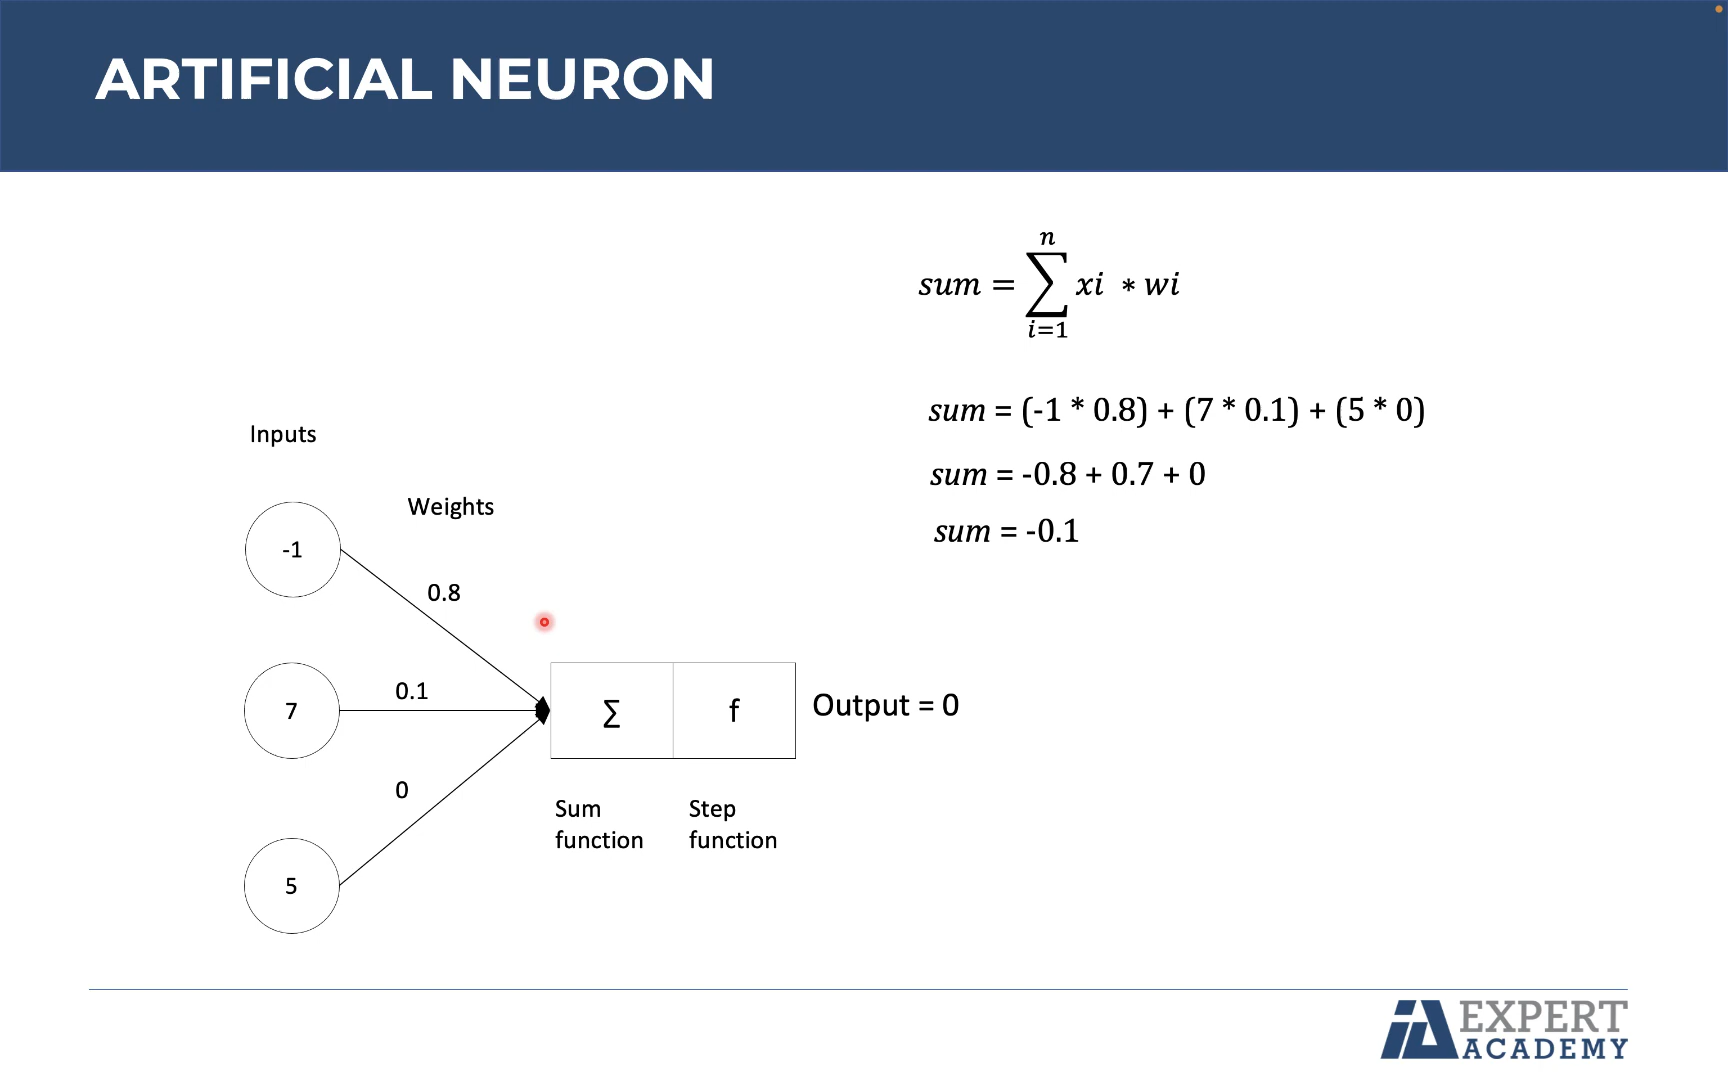 ARTIFICIAL NEURON
n
sum = ∑ xi * wi
i=1
sum = (-1 * 0.8) + (7 * 0.1) + (5 * 0)
sum = -0.8 + 0.7 + 0
sum = -0.1
Inputs
Weights
-1
0.8
7
0.1
∑ f
Output = 0
0
Sum function
Step function
5
IA EXPERT
ACADEMY